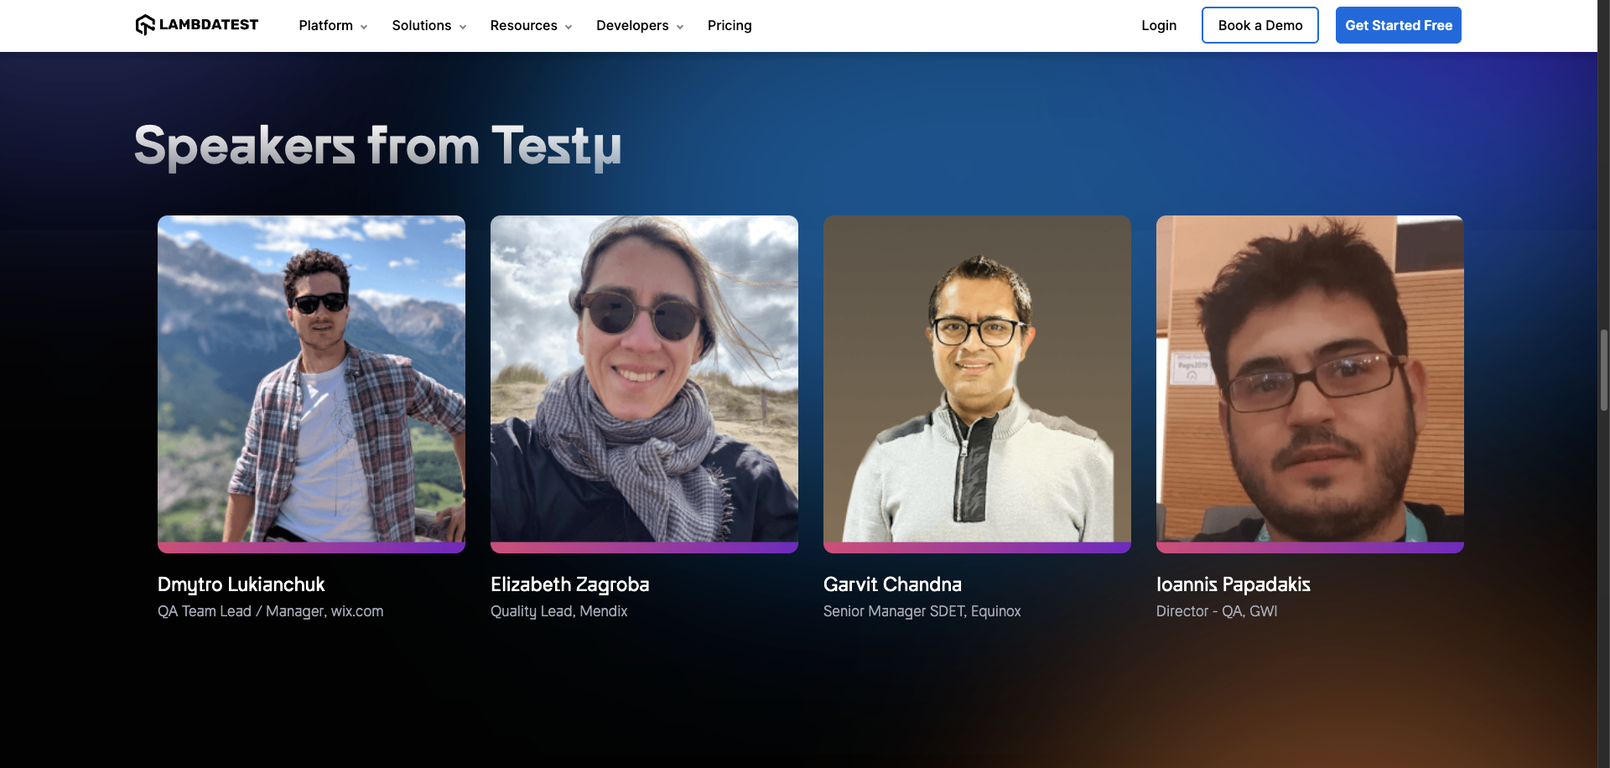 LAMBDATEST
Platform
Solutions
Resources
Developers
Pricing
Login
Book a Demo
Get Started Free
Speakers from Testμ
Dmytro Lukianchuk
QA Team Lead / Manager, wix.com
Elizabeth Zagroba
Quality Lead, Mendix
Garvit Chandna
Senior Manager SDET, Equinox
Ioannis Papadakis
Director - QA, GWI